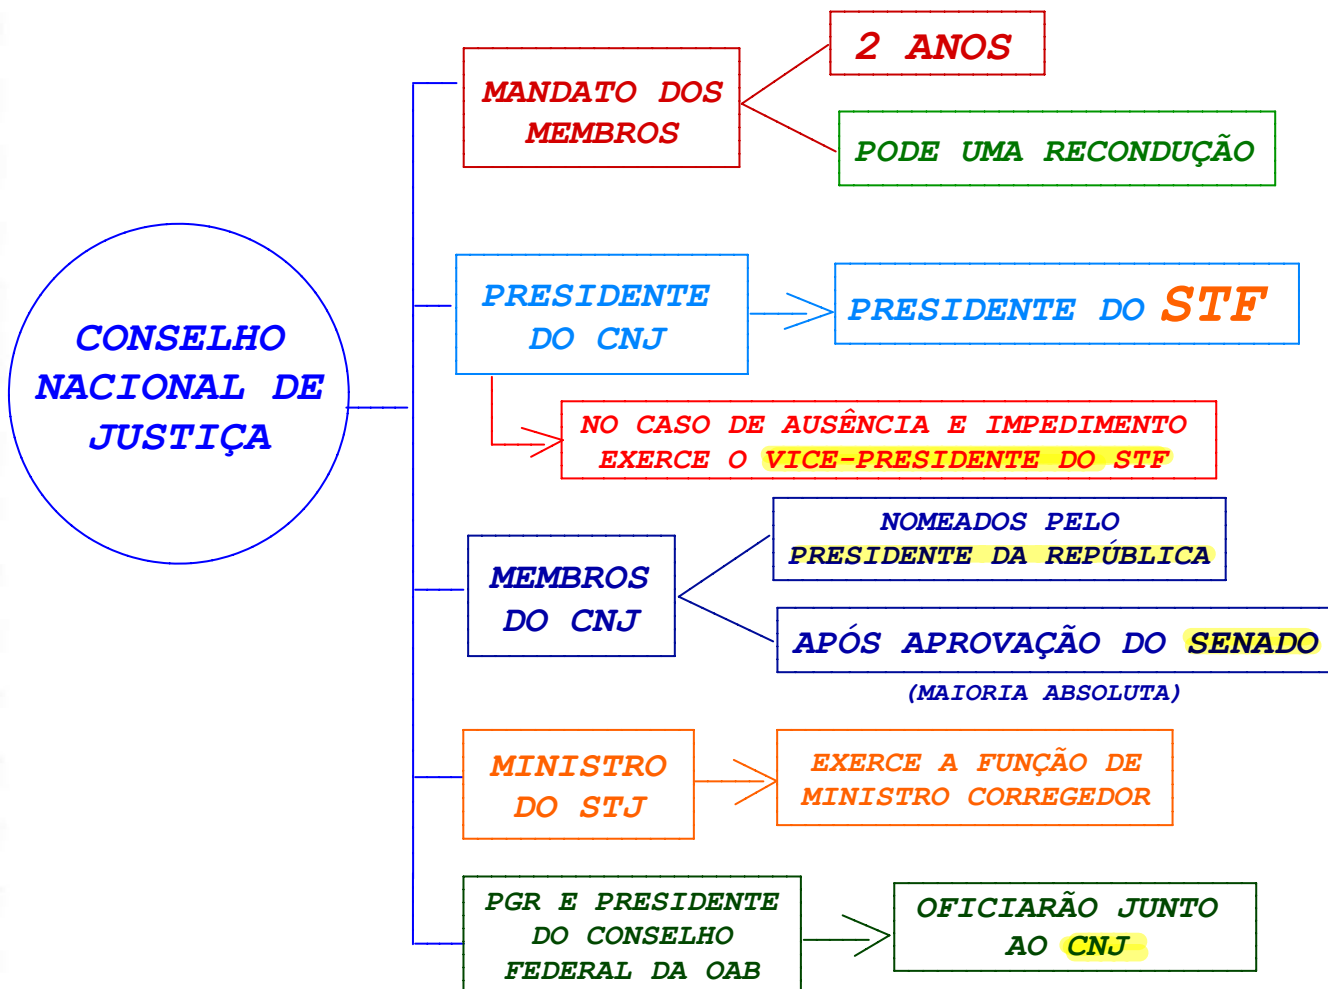 CONSELHO
NACIONAL DE
JUSTIÇA
MANDATO DOS
MEMBROS
2 ANOS
PODE UMA RECONDUÇÃO
PRESIDENTE
DO CNJ
PRESIDENTE DO STF
NO CASO DE AUSÊNCIA E IMPEDIMENTO
EXERCE O VICE-PRESIDENTE DO STF
MEMBROS
DO CNJ
NOMEADOS PELO
PRESIDENTE DA REPÚBLICA
APÓS APROVAÇÃO DO SENADO
(MAIORIA ABSOLUTA)
MINISTRO
DO STJ
EXERCE A FUNÇÃO DE
MINISTRO CORREGEDOR
PGR E PRESIDENTE
DO CONSELHO
FEDERAL DA OAB
OFICIARÃO JUNTO
AO CNJ